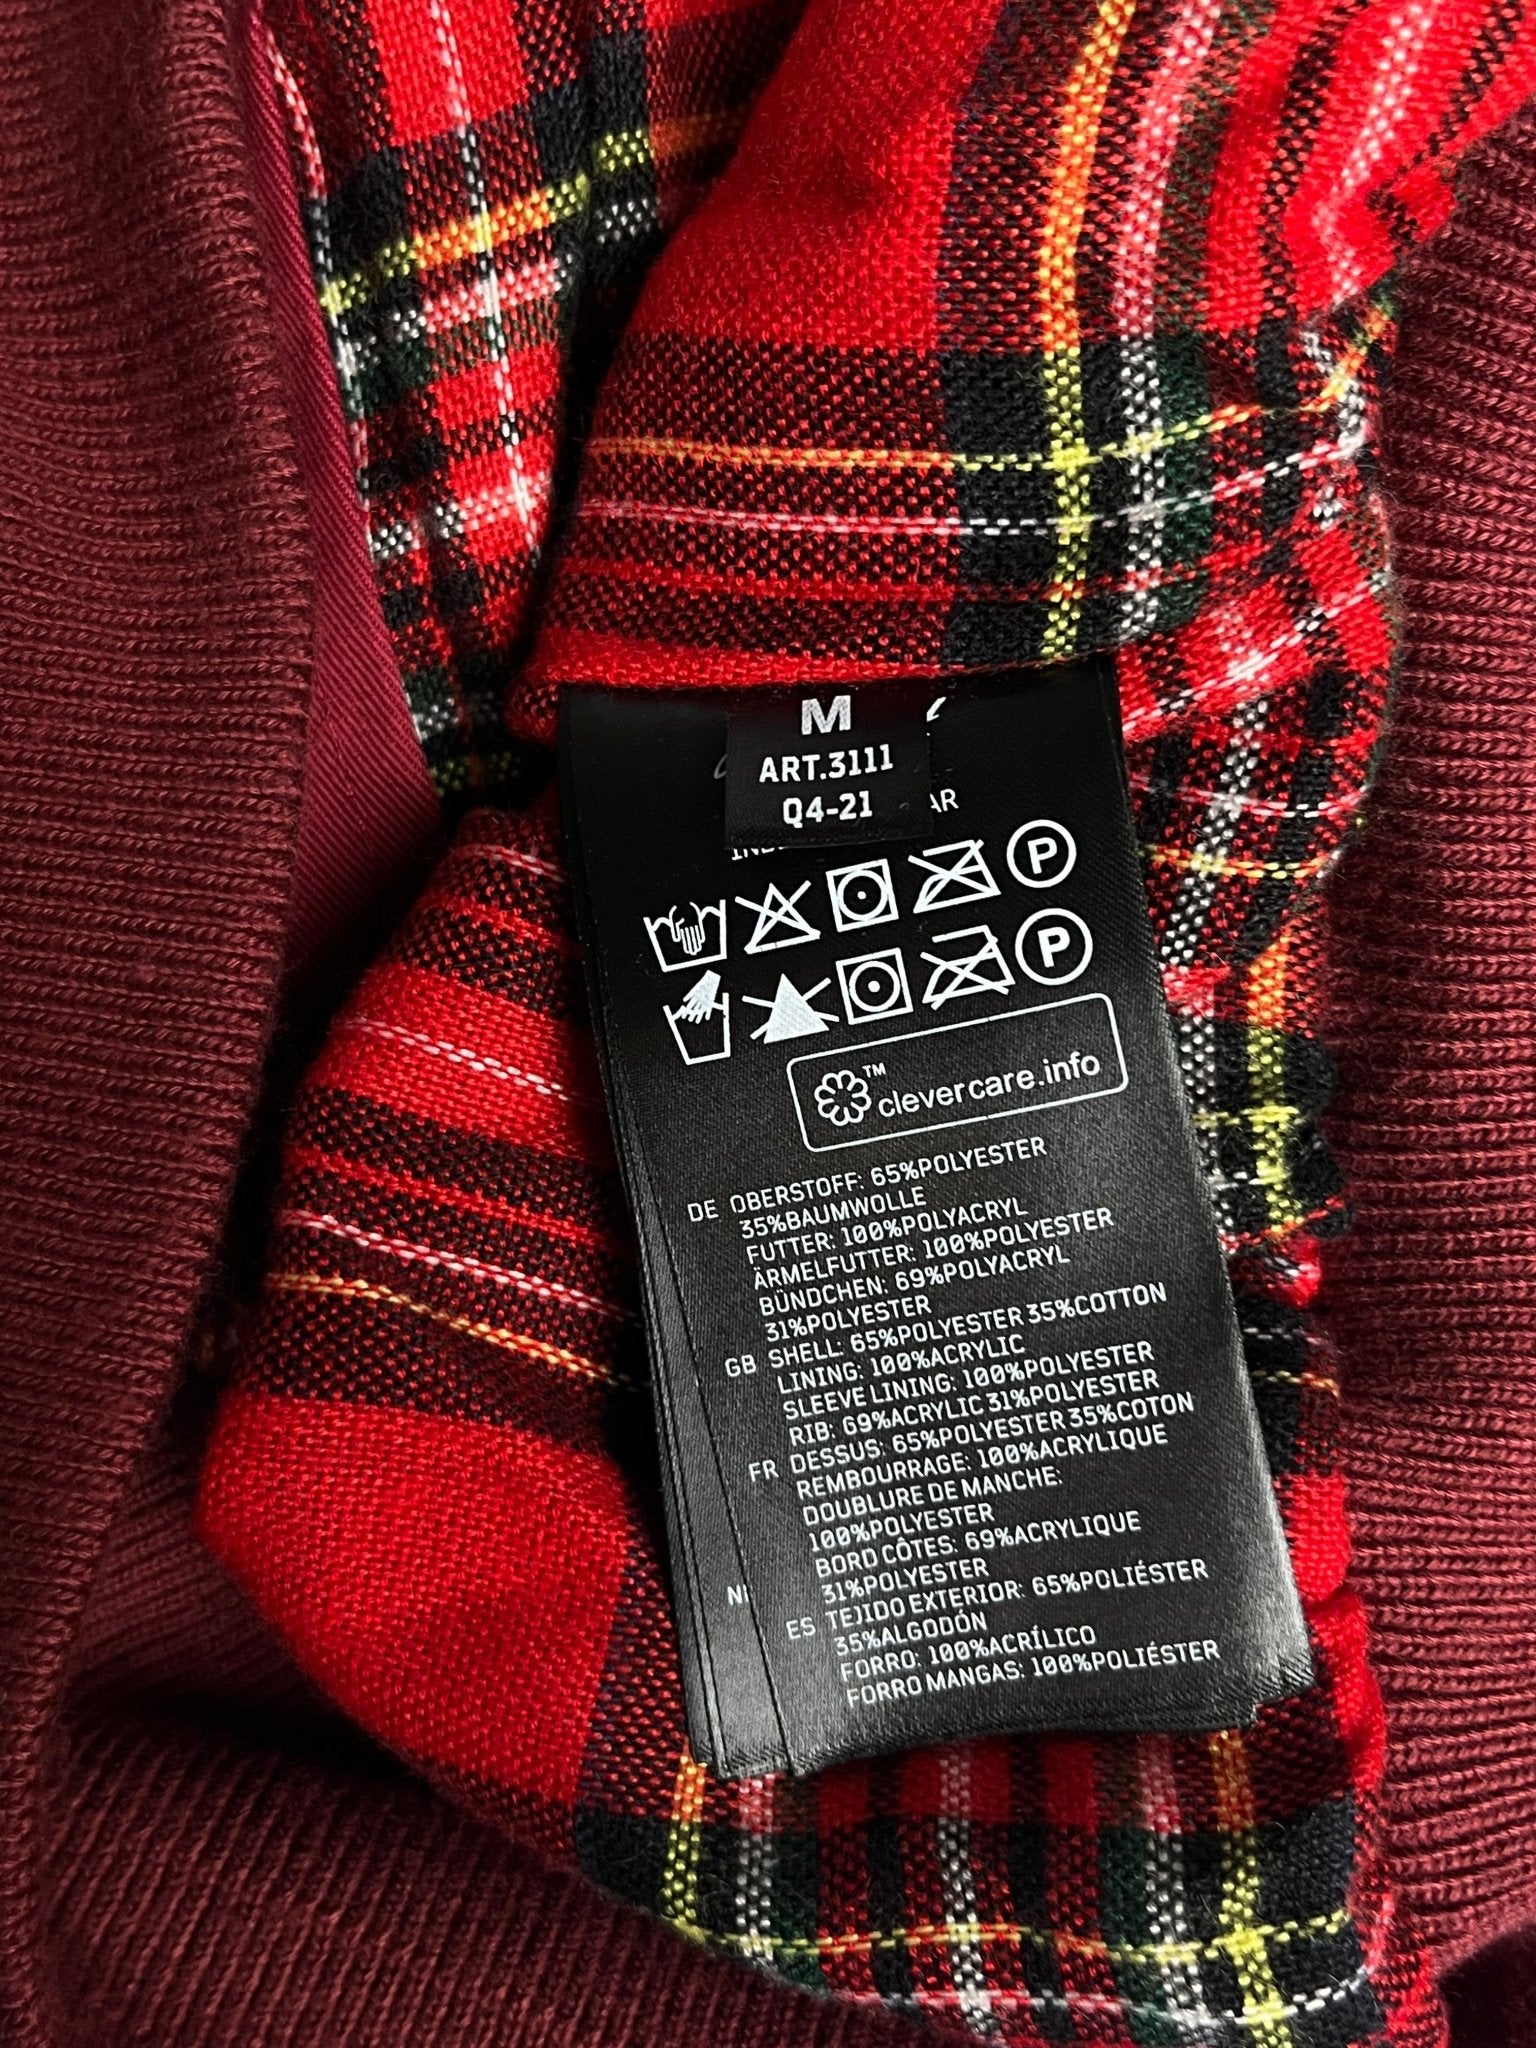 M
ART.3111
Q4-21
P
P
™
clevercare.info
DE OBERSTOFF: 65%POLYESTER
35%BAUMWOLLE
FUTTER: 100%POLYACRYL
ÄRMELFUTTER: 100%POLYESTER
BÜNDCHEN: 69%POLYACRYL
31%POLYESTER
GB SHELL: 65%POLYESTER 35%COTTON
LINING: 100%ACRYLIC
SLEEVE LINING: 100%POLYESTER
RIB: 69%ACRYLIC 31%POLYESTER
FR DESSUS: 65%POLYESTER 35%COTON
REMBOURRAGE: 100%ACRYLIQUE
DOUBLURE DE MANCHE:
100%POLYESTER
BORD CÔTES: 69%ACRYLIQUE
31%POLYESTER
ES TEJIDO EXTERIOR: 65%POLIÉSTER
35%ALGODÓN
FORRO: 100%ACRÍLICO
FORRO MANGAS: 100%POLIÉSTER